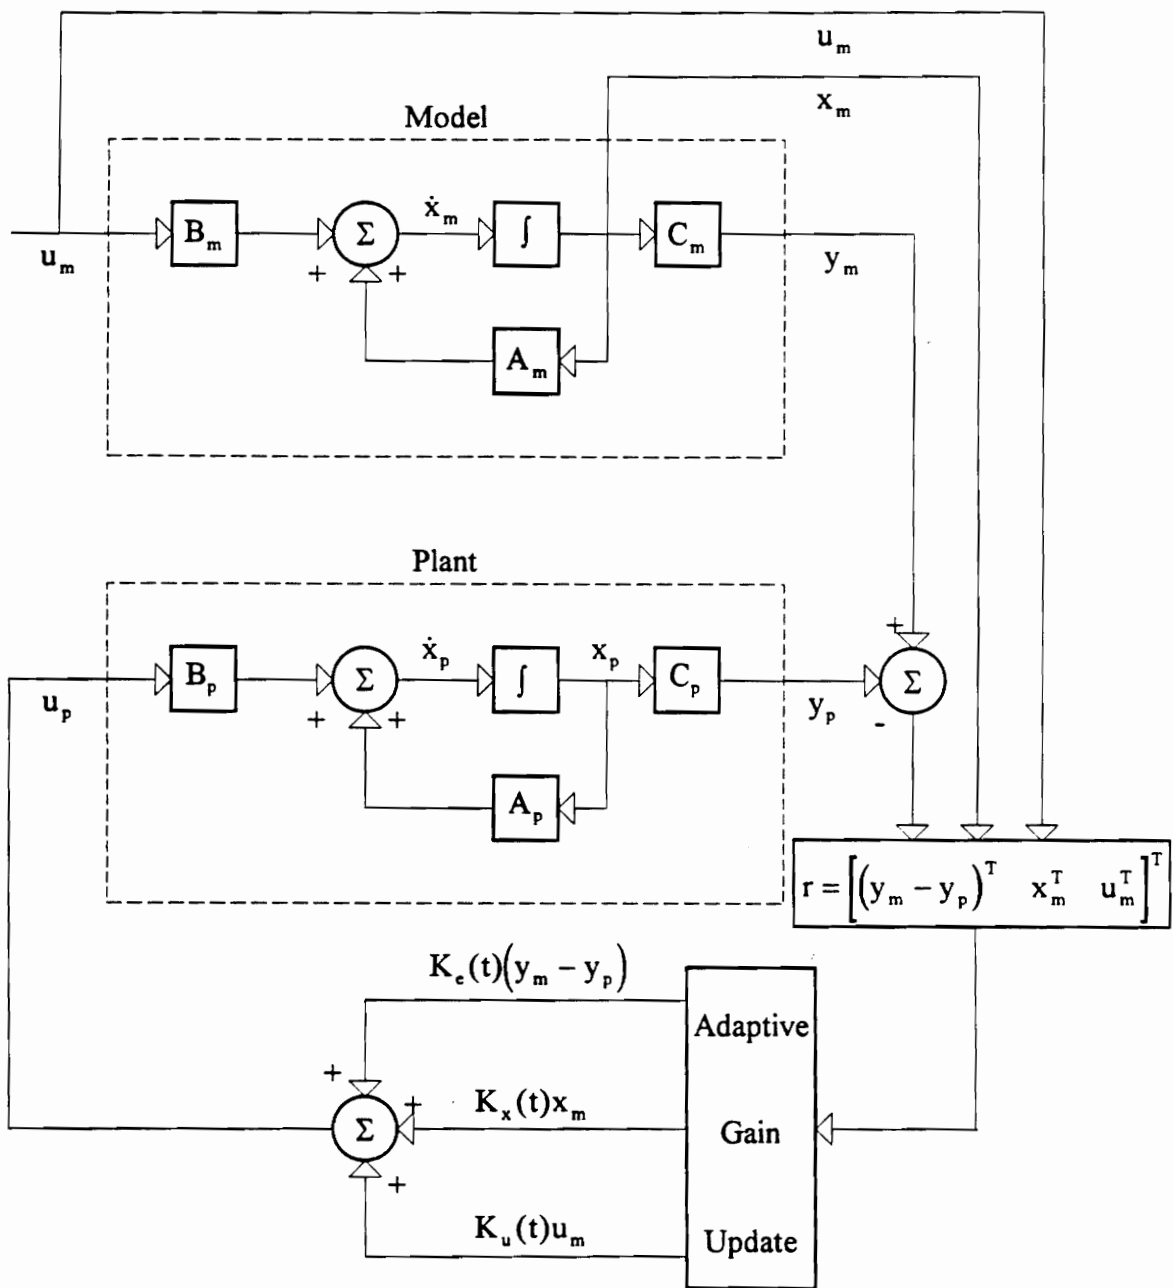 u_m
x_m
Model
B_m
Σ
ẋ_m
∫
C_m
u_m
+
+
y_m
A_m
Plant
+
B_p
Σ
ẋ_p
∫
x_p
C_p
Σ
u_p
+
+
y_p
-
A_p
r = [(y_m − y_p)^T x_m^T u_m^T]^T
K_e(t)(y_m − y_p)
Adaptive
+
+
K_x(t)x_m
Σ
Gain
+
K_u(t)u_m
Update